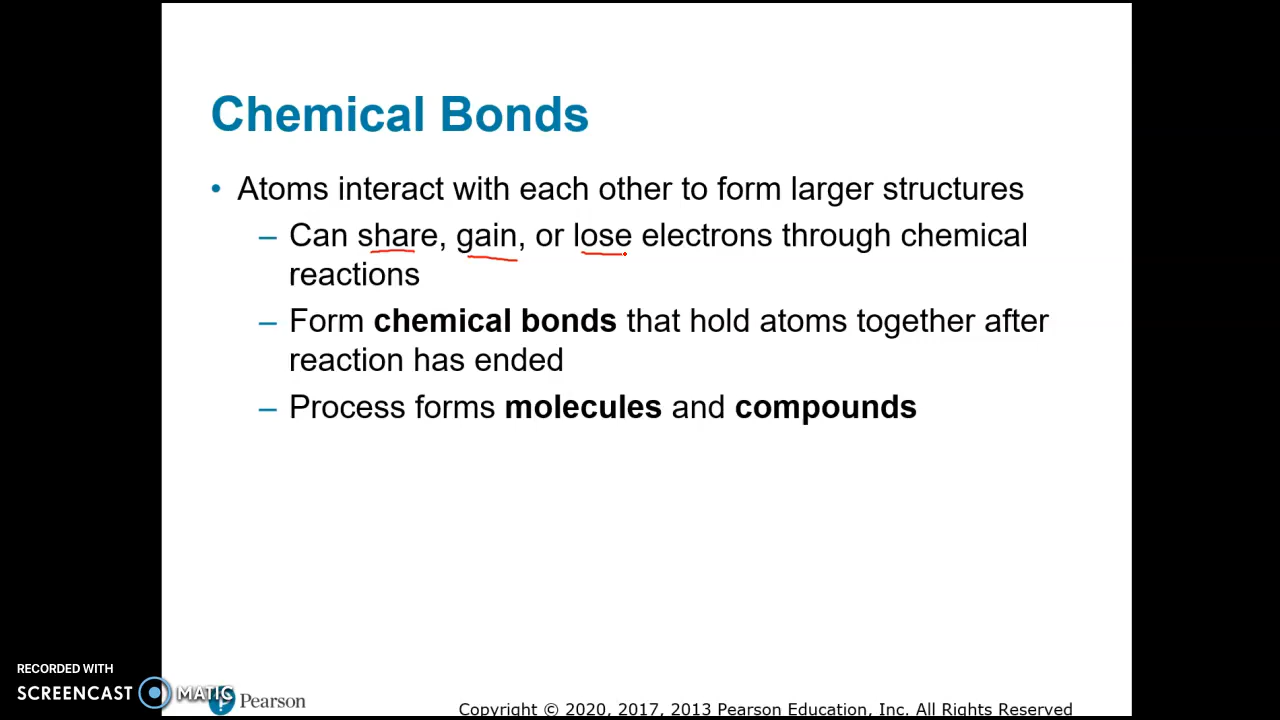 Chemical Bonds
• Atoms interact with each other to form larger structures
– Can share, gain, or lose electrons through chemical
reactions
– Form chemical bonds that hold atoms together after
reaction has ended
– Process forms molecules and compounds
RECORDED WITH
SCREENCAST MATIC
Pearson
Copyright © 2020, 2017, 2013 Pearson Education, Inc. All Rights Reserved